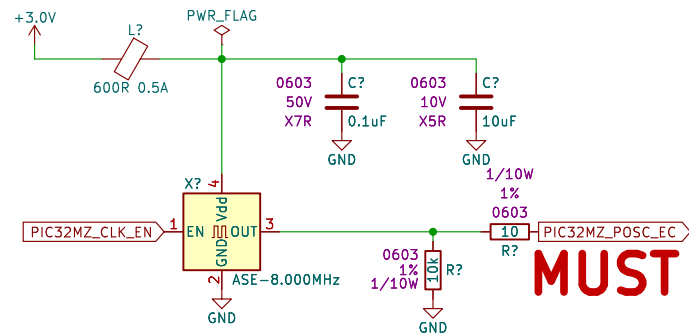 PWR_FLAG
+3.0V
L?
600R 0.5A
0603
50V
X7R
C?
0.1uF
GND
0603
10V
X5R
C?
10uF
GND
X?
4
Vdd
PIC32MZ_CLK_EN
1
EN
OUT
3
GND
2
ASE-8.000MHz
GND
0603
1%
1/10W
10k
R?
GND
1/10W
1%
0603
10
R?
PIC32MZ_POSC_EC
MUST